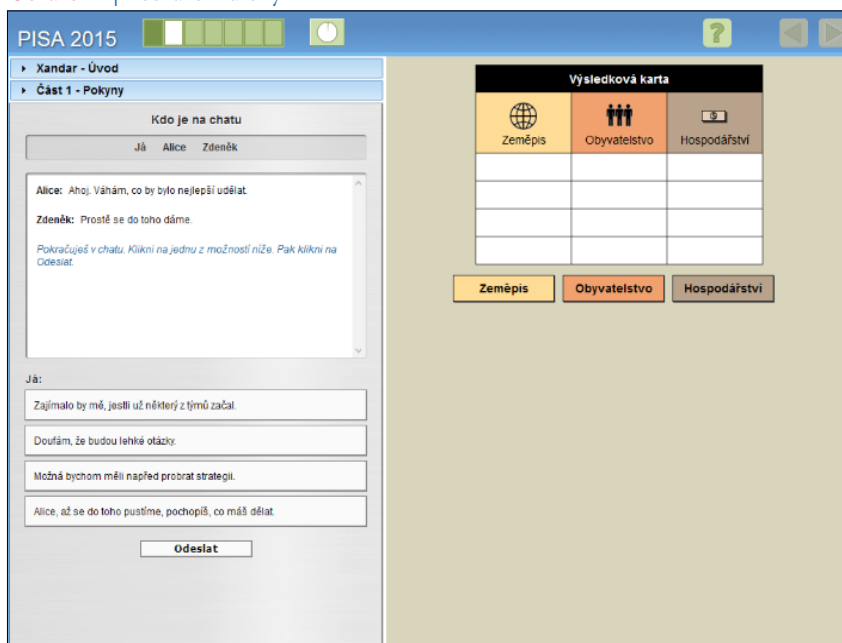 PISA 2015
?
Xandar - Úvod
Část 1 - Pokyny
Kdo je na chatu
Já Alice Zdeněk
Alice: Ahoj. Váhám, co by bylo nejlepší udělat.
Zdeněk: Prostě se do toho dáme.
Pokračuješ v chatu. Klikni na jednu z možností níže. Pak klikni na
Odeslat.
Já:
Zajímalo by mě, jestli už některý z týmů začal.
Doufám, že budou lehké otázky.
Možná bychom měli napřed probrat strategii.
Alice, až se do toho pustíme, pochopíš, co máš dělat.
Odeslat
Výsledková karta
Zeměpis Obyvatelstvo Hospodářství
Zeměpis Obyvatelstvo Hospodářství